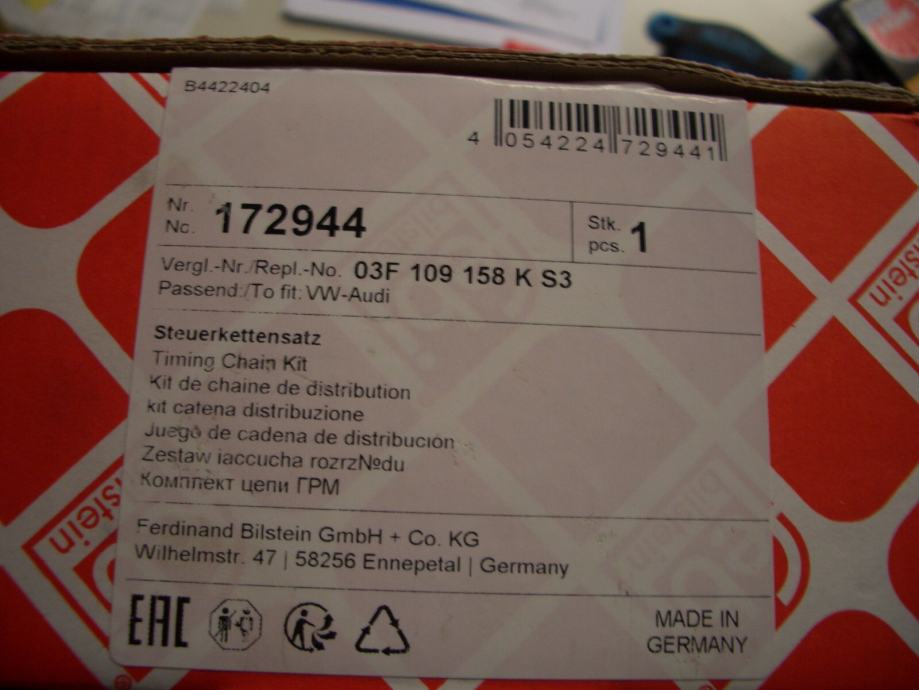 B4422404
4 054224 729441
Nr.
No. 172944
Stk.
pcs. 1
Vergl.-Nr./Repl.-No. 03F 109 158 K S3
Passend:/To fit: VW-Audi
Steuerkettensatz
Timing Chain Kit
Kit de chaine de distribution
kit catena distribuzione
Juego de cadena de distribución
Zestaw iaccucha rozrz№du
Комплект цепи ГРМ
Ferdinand Bilstein GmbH + Co. KG
Wilhelmstr. 47 | 58256 Ennepetal | Germany
EAC
MADE IN
GERMANY
bilstein
bilstein